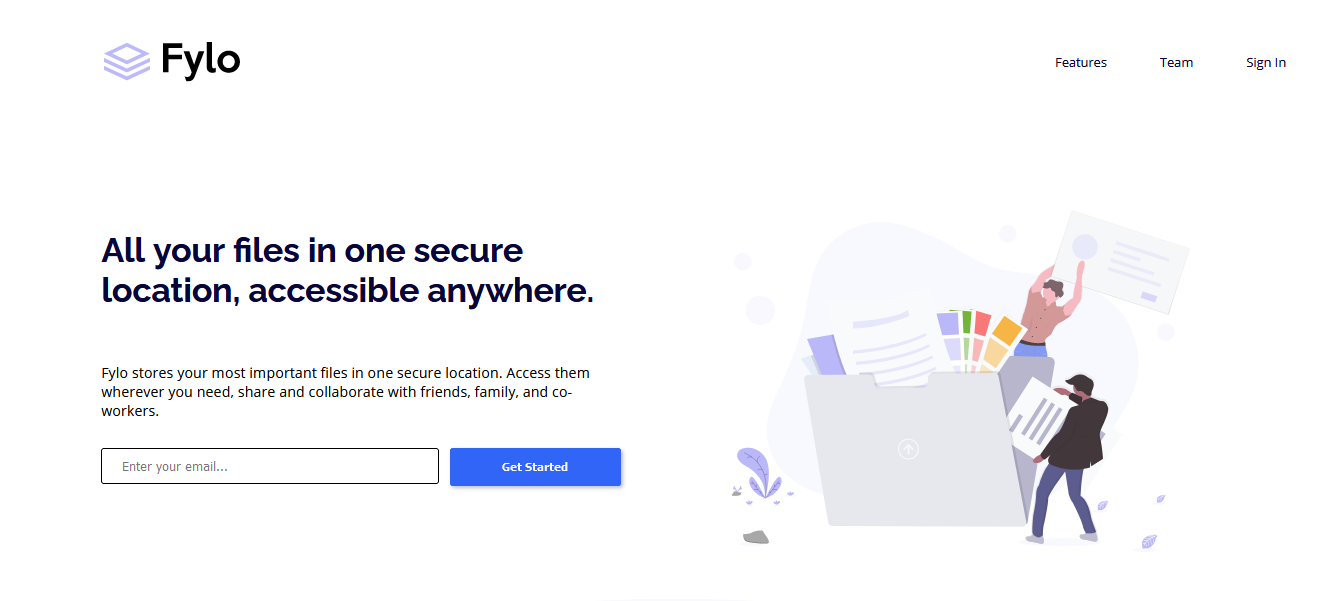 Fylo
Features
Team
Sign In
All your files in one secure
location, accessible anywhere.
Fylo stores your most important files in one secure location. Access them
wherever you need, share and collaborate with friends, family, and co-
workers.
Enter your email...
Get Started